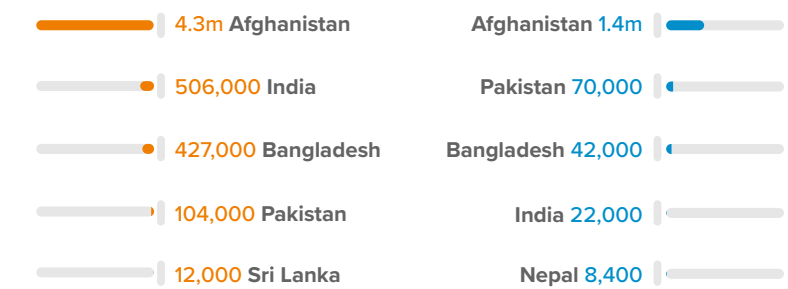 4.3m Afghanistan
506,000 India
427,000 Bangladesh
104,000 Pakistan
12,000 Sri Lanka
Afghanistan 1.4m
Pakistan 70,000
Bangladesh 42,000
India 22,000
Nepal 8,400